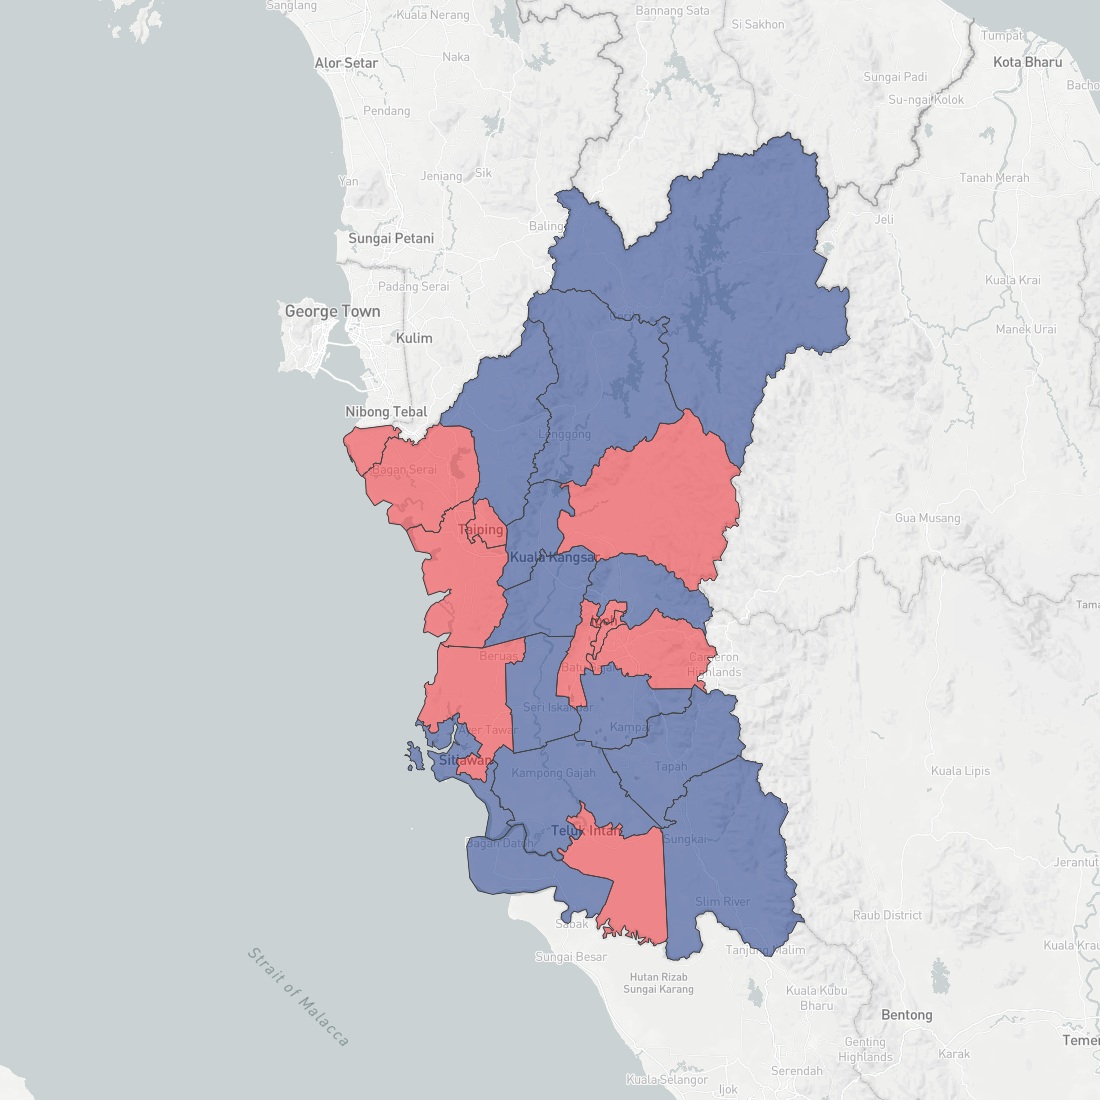 Sanglang
Kuala Nerang
Bannang Sata
Si Sakhon
Tumpat
Kota Bharu
Alor Setar
Naka
Sungai Padi
Su-ngai Kolok
Bacho
Pendang
Yan
Jeniang
Sik
Tanah Merah
Jeli
Baling
Sungai Petani
Padang Serai
Kuala Krai
George Town
Kulim
Manek Urai
Nibong Tebal
Lenggong
Bagan Serai
Taiping
Gua Musang
Kuala Kangsar
Tama
Beruas
Cameron
Highlands
Seri Iskandar
Ayer Tawar
Kampar
Sitiawan
Kampong Gajah
Tapah
Kuala Lipis
Teluk Intan
Bagan Datoh
Sungkai
Jerantut
Slim River
Raub District
Sabak
Sungai Besar
Tanjung Malim
Kuala Krau
Strait of Malacca
Hutan Rizab
Sungai Karang
Kuala Kubu
Bharu
Bentong
Genting
Highlands
Karak
Temer
Serendah
Kuala Selangor
Ijok